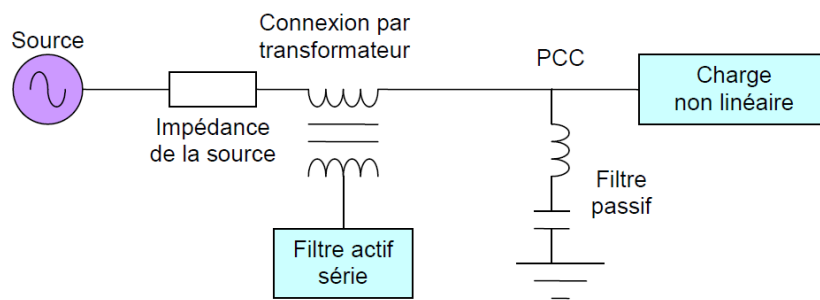 Source
Connexion par
transformateur
PCC
Charge
non linéaire
Impédance
de la source
Filtre
passif
Filtre actif
série